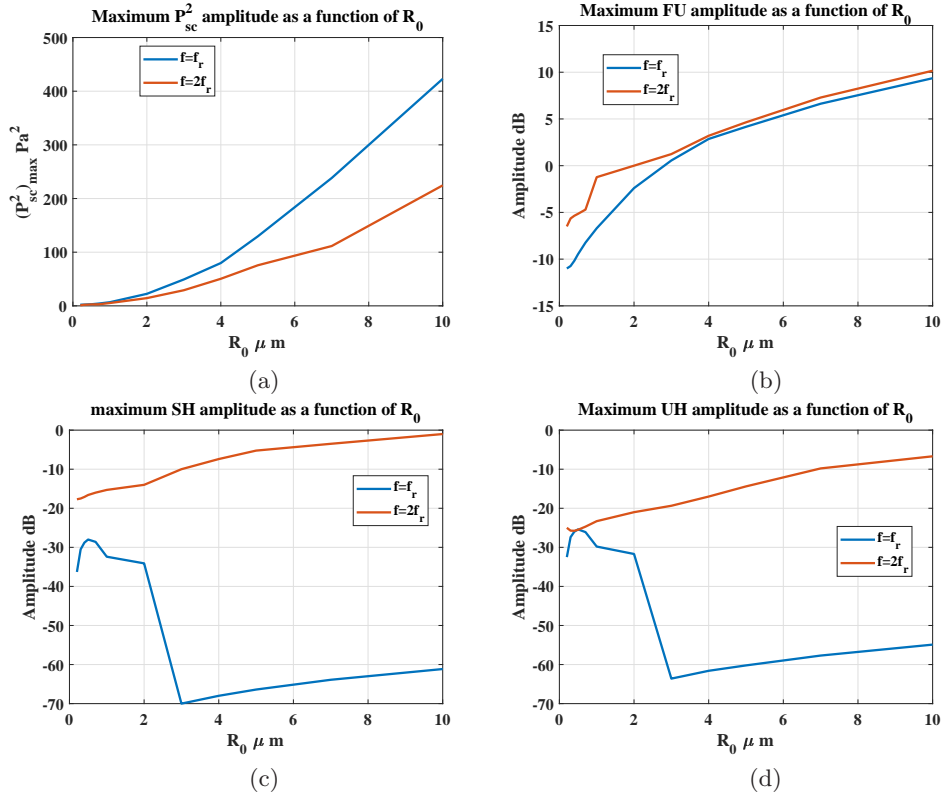 Maximum P²sc amplitude as a function of R₀
500
400
300
200
100
0
(P²sc)max Pa²
f=fr
f=2fr
0 2 4 6 8 10
R₀ μ m
(a)
Maximum FU amplitude as a function of R₀
15
10
5
0
-5
-10
-15
Amplitude dB
f=fr
f=2fr
0 2 4 6 8 10
R₀ μ m
(b)
maximum SH amplitude as a function of R₀
0
-10
-20
-30
-40
-50
-60
-70
Amplitude dB
f=fr
f=2fr
0 2 4 6 8 10
R₀ μ m
(c)
Maximum UH amplitude as a function of R₀
0
-10
-20
-30
-40
-50
-60
-70
Amplitude dB
f=fr
f=2fr
0 2 4 6 8 10
R₀ μ m
(d)